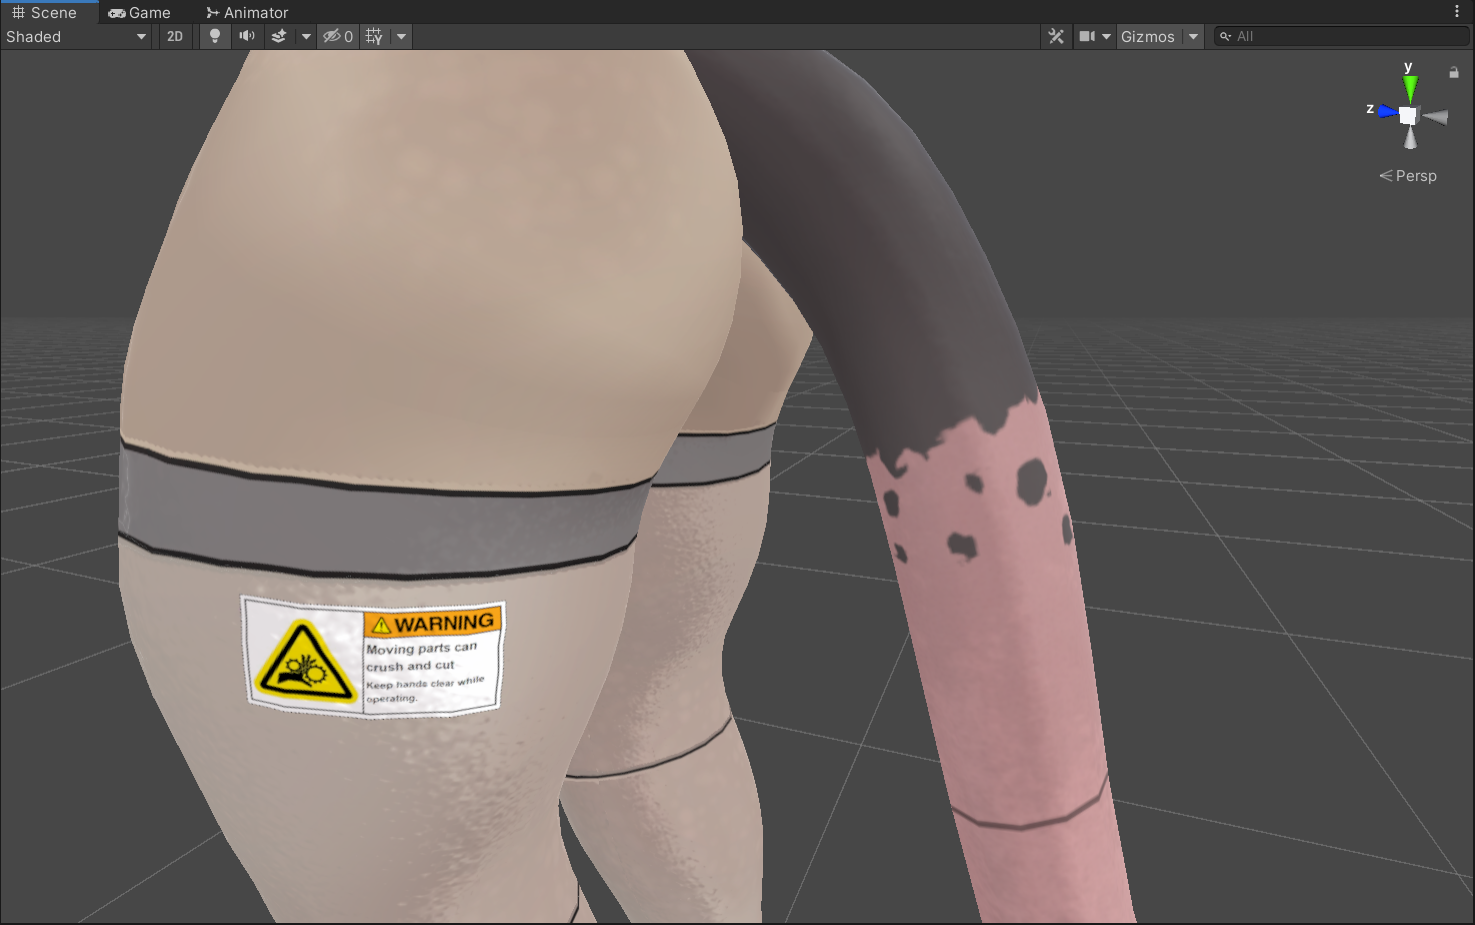 Scene Game Animator
Shaded 2D 0 Gizmos All
y
z
Persp
WARNING
Moving parts can
crush and cut
Keep hands clear while
operating.